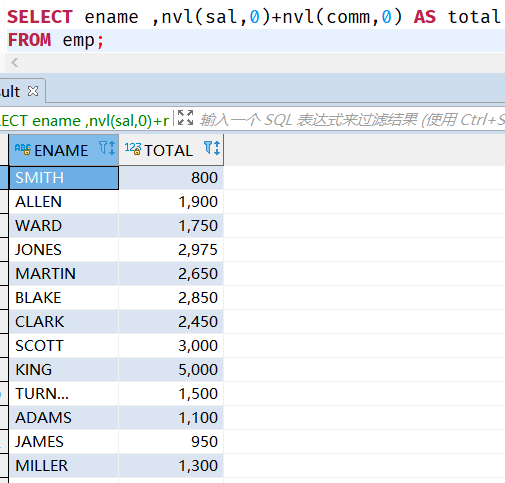 SELECT ename ,nvl(sal,0)+nvl(comm,0) AS total
FROM emp;
ult
ECT ename ,nvl(sal,0)+r 输入一个 SQL 表达式来过滤结果 (使用 Ctrl+S
ABC ENAME 123 TOTAL
SMITH 800
ALLEN 1,900
WARD 1,750
JONES 2,975
MARTIN 2,650
BLAKE 2,850
CLARK 2,450
SCOTT 3,000
KING 5,000
TURN... 1,500
ADAMS 1,100
JAMES 950
MILLER 1,300